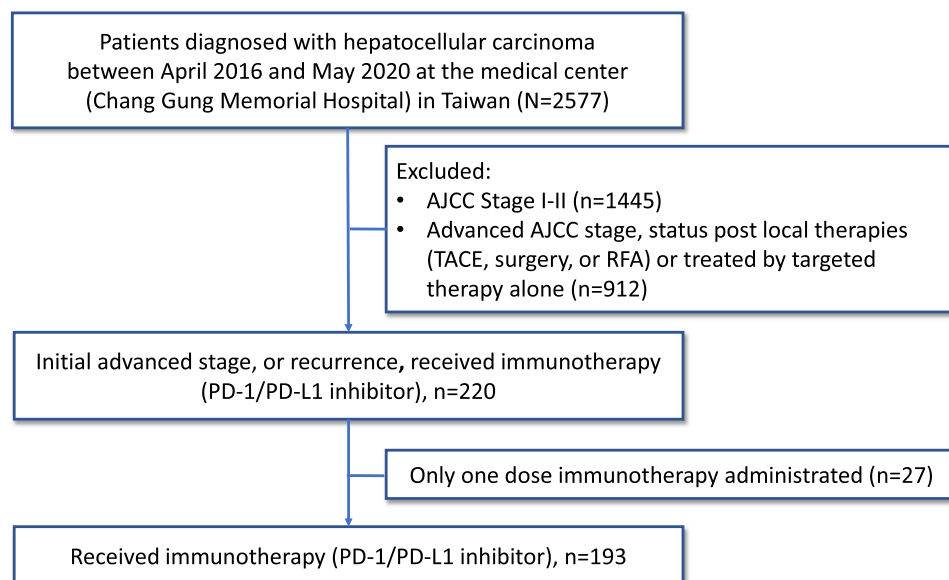 Patients diagnosed with hepatocellular carcinoma
between April 2016 and May 2020 at the medical center
(Chang Gung Memorial Hospital) in Taiwan (N=2577)
Excluded:
• AJCC Stage I-II (n=1445)
• Advanced AJCC stage, status post local therapies
(TACE, surgery, or RFA) or treated by targeted
therapy alone (n=912)
Initial advanced stage, or recurrence, received immunotherapy
(PD-1/PD-L1 inhibitor), n=220
Only one dose immunotherapy administrated (n=27)
Received immunotherapy (PD-1/PD-L1 inhibitor), n=193